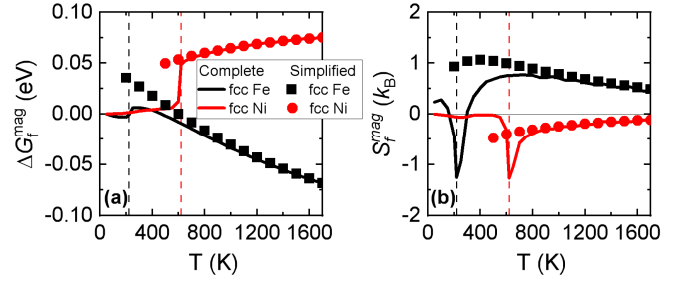 0.10
0.05
0.00
-0.05
-0.10
ΔG_f^mag (eV)
Complete Simplified
fcc Fe fcc Fe
fcc Ni fcc Ni
(a)
0 400 800 1200 1600
T (K)
2
1
0
-1
-2
S_f^mag (k_B)
(b)
0 400 800 1200 1600
T (K)